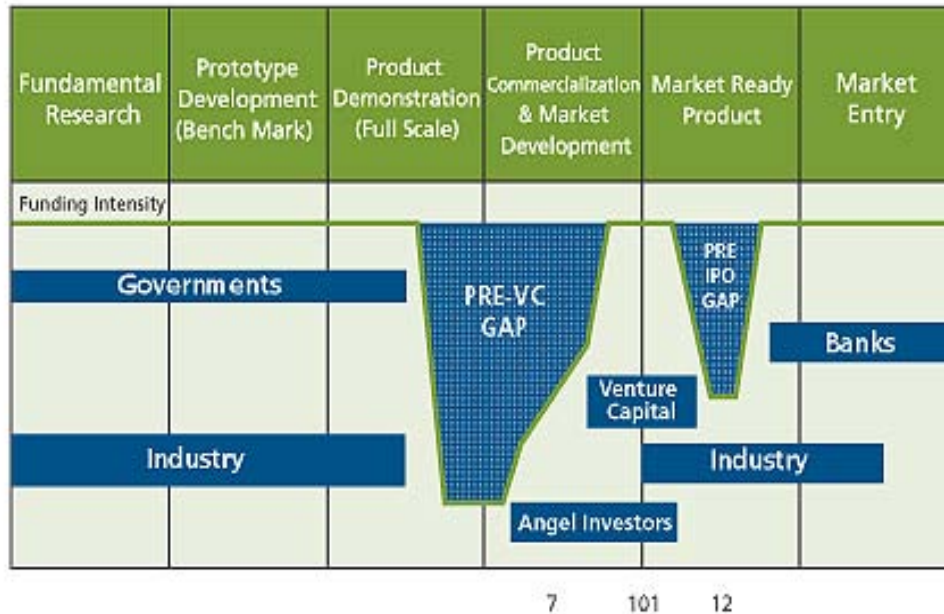 Fundamental
Research
Prototype
Development
(Bench Mark)
Product
Demonstration
(Full Scale)
Product
Commercialization
& Market
Development
Market Ready
Product
Market
Entry
Funding Intensity
Governments
PRE-VC
GAP
PRE
IPO
GAP
Banks
Venture
Capital
Industry
Industry
Angel Investors
7 101 12